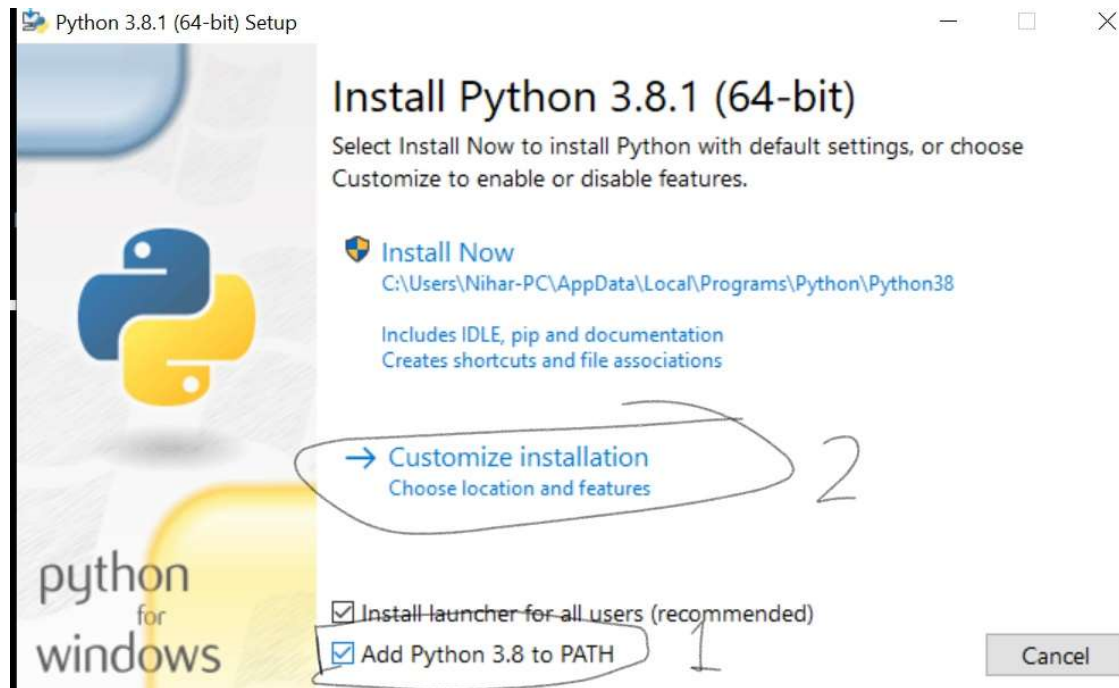 Python 3.8.1 (64-bit) Setup
Install Python 3.8.1 (64-bit)
Select Install Now to install Python with default settings, or choose
Customize to enable or disable features.
Install Now
C:\Users\Nihar-PC\AppData\Local\Programs\Python\Python38
Includes IDLE, pip and documentation
Creates shortcuts and file associations
→ Customize installation
Choose location and features
2
python
for
windows
Install launcher for all users (recommended)
Add Python 3.8 to PATH
1
Cancel